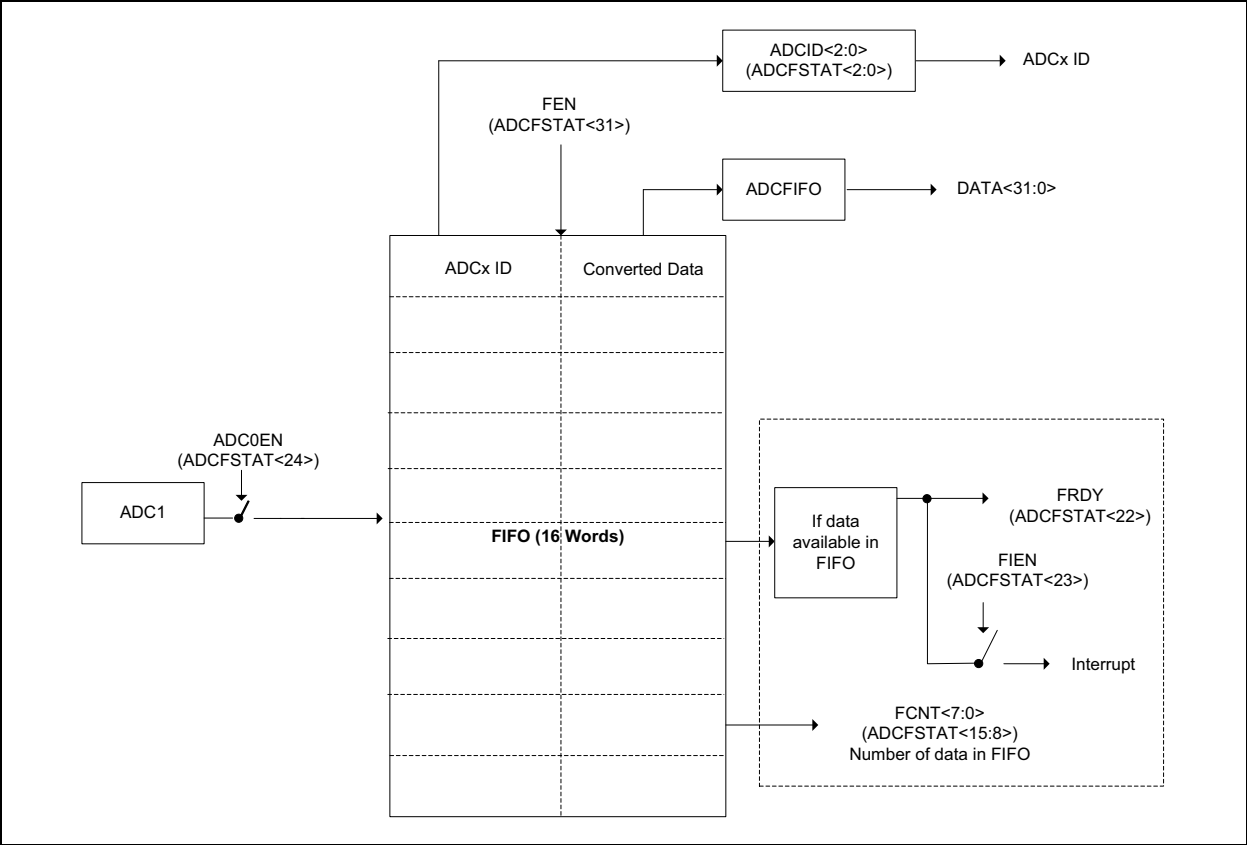 ADCID<2:0>
(ADCFSTAT<2:0>)
ADCx ID
FEN
(ADCFSTAT<31>)
ADCFIFO
DATA<31:0>
ADCx ID
Converted Data
ADC0EN
(ADCFSTAT<24>)
ADC1
FIFO (16 Words)
If data
available in
FIFO
FRDY
(ADCFSTAT<22>)
FIEN
(ADCFSTAT<23>)
Interrupt
FCNT<7:0>
(ADCFSTAT<15:8>)
Number of data in FIFO